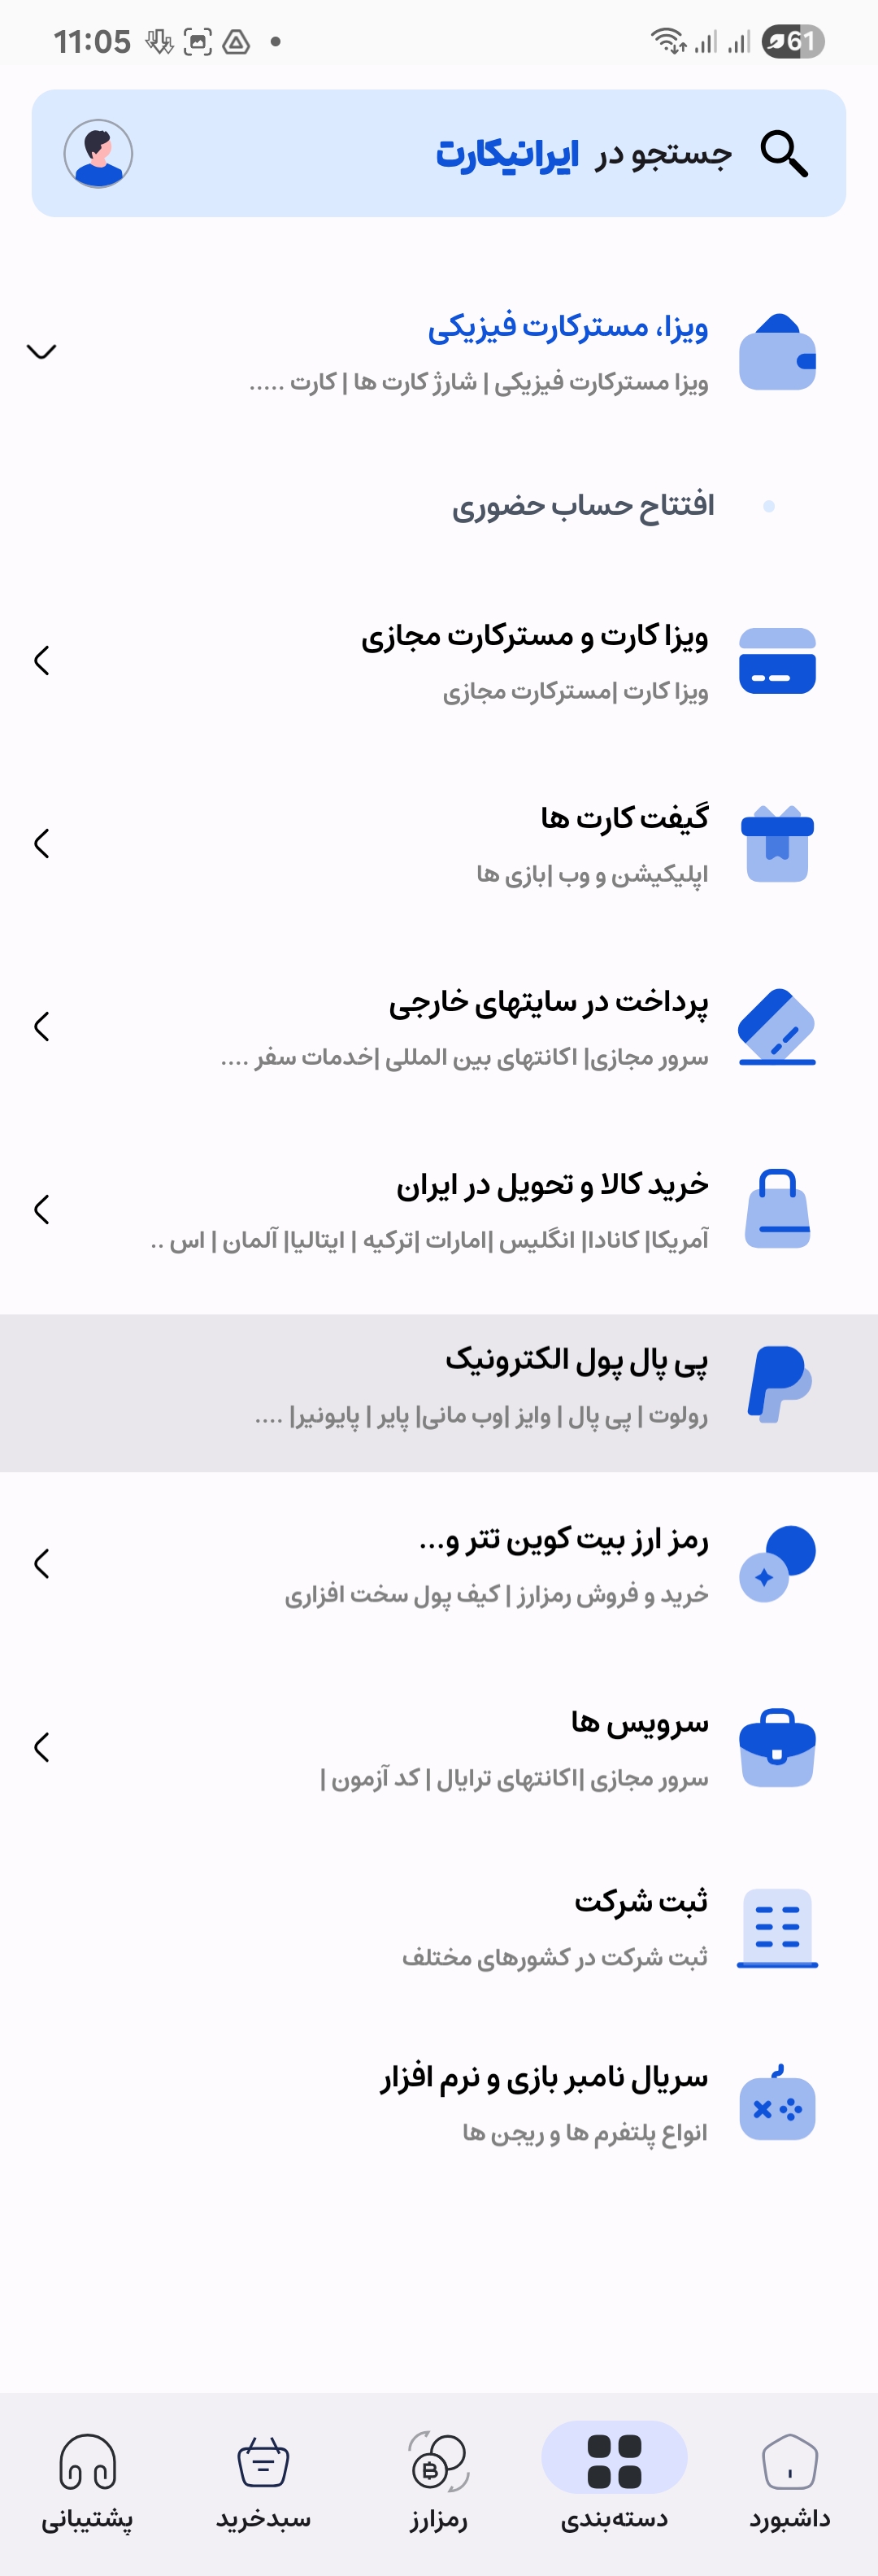 11:05
61
جستجو در ایرانیکارت
ویزا، مسترکارت فیزیکی
ویزا مسترکارت فیزیکی | شارژ کارت ها | کارت .....
افتتاح حساب حضوری
ویزا کارت و مسترکارت مجازی
ویزا کارت |مسترکارت مجازی
گیفت کارت ها
اپلیکیشن و وب |بازی ها
پرداخت در سایتهای خارجی
سرور مجازی| اکانتهای بین المللی |خدمات سفر ....
خرید کالا و تحویل در ایران
آمریکا| کانادا| انگلیس |امارات |ترکیه | ایتالیا| آلمان | اس ..
پی پال پول الکترونیک
رولوت | پی پال | وایز |وب مانی| پایر | پایونیر| ....
رمز ارز بیت کوین تتر و...
خرید و فروش رمزارز | کیف پول سخت افزاری
سرویس ها
سرور مجازی |اکانتهای ترایال | کد آزمون |
ثبت شرکت
ثبت شرکت در کشورهای مختلف
سریال نامبر بازی و نرم افزار
انواع پلتفرم ها و ریجن ها
داشبورد
دسته‌بندی
رمزارز
سبدخرید
پشتیبانی